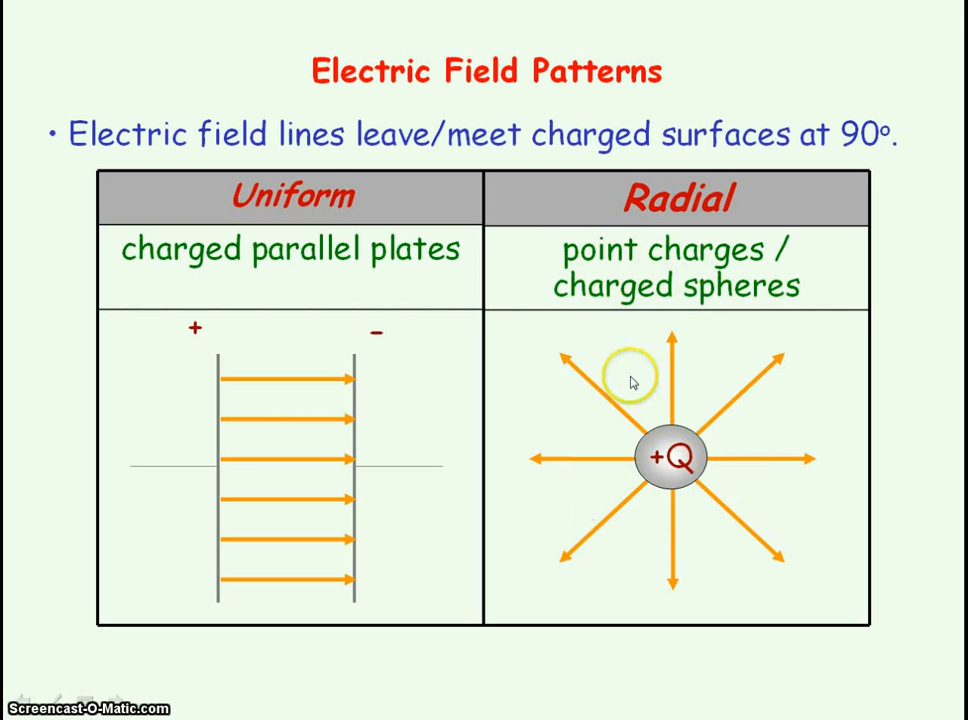 Electric Field Patterns
• Electric field lines leave/meet charged surfaces at 90°.
Uniform
Radial
charged parallel plates
point charges /
charged spheres
+
-
+Q
Screencast-O-Matic.com